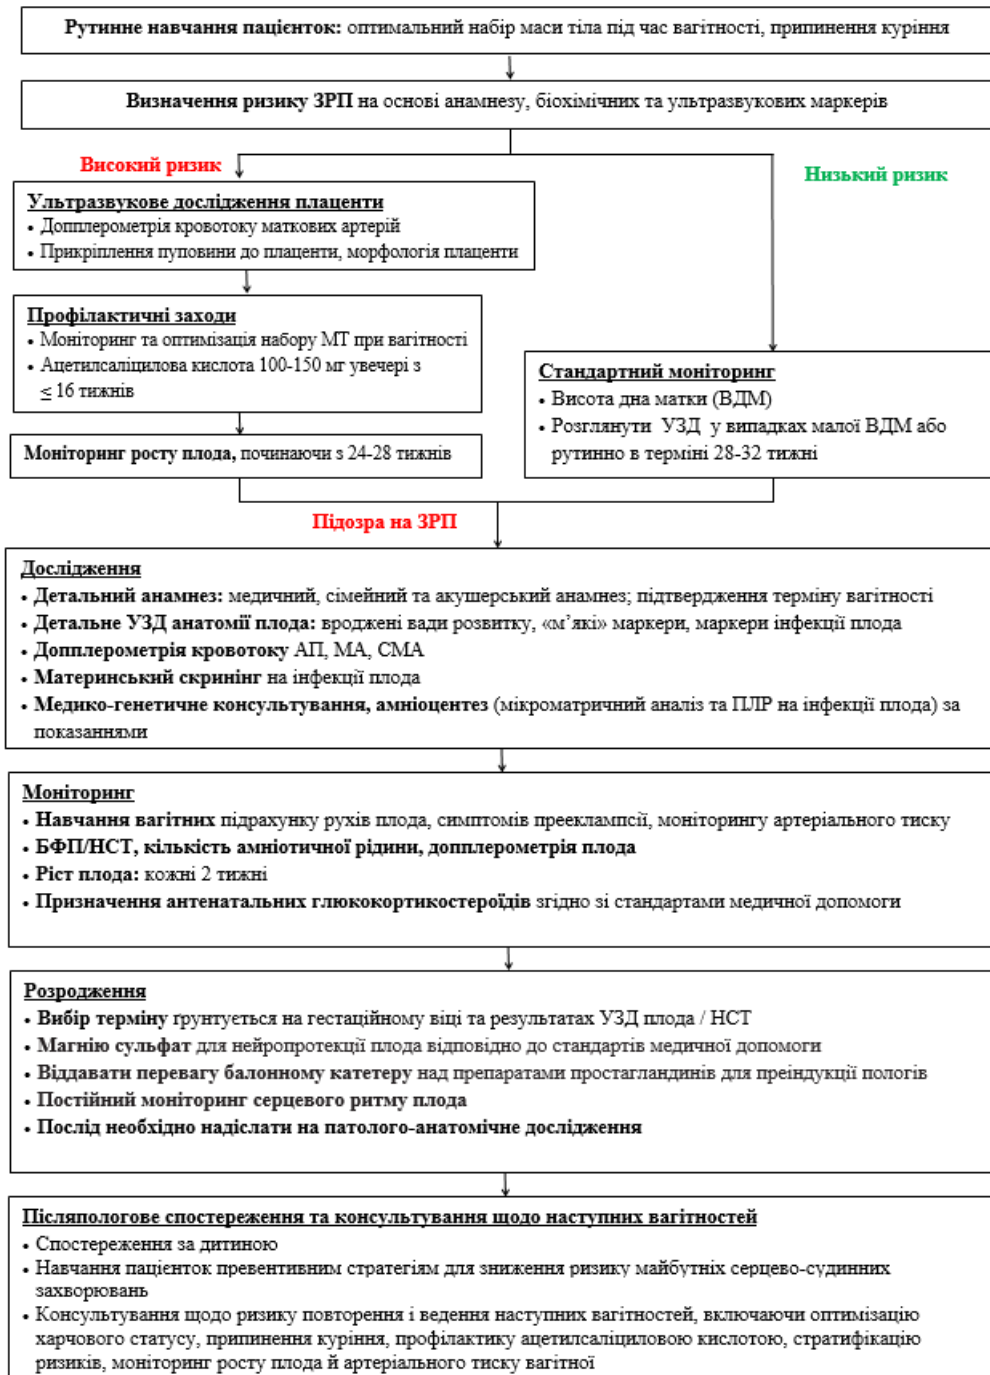 Рутинне навчання пацієнток: оптимальний набір маси тіла під час вагітності, припинення куріння
Визначення ризику ЗРП на основі анамнезу, біохімічних та ультразвукових маркерів
Високий ризик
Низький ризик
Ультразвукове дослідження плаценти
• Допплерометрія кровотоку маткових артерій
• Прикріплення пуповини до плаценти, морфологія плаценти
Профілактичні заходи
• Моніторинг та оптимізація набору МТ при вагітності
• Ацетилсаліцилова кислота 100-150 мг увечері з
≤ 16 тижнів
Моніторинг росту плода, починаючи з 24-28 тижнів
Стандартний моніторинг
• Висота дна матки (ВДМ)
• Розглянути УЗД у випадках малої ВДМ або
рутинно в терміні 28-32 тижні
Підозра на ЗРП
Дослідження
• Детальний анамнез: медичний, сімейний та акушерський анамнез; підтвердження терміну вагітності
• Детальне УЗД анатомії плода: вроджені вади розвитку, «м’які» маркери, маркери інфекції плода
• Допплерометрія кровотоку АП, МА, СМА
• Материнський скринінг на інфекції плода
• Медико-генетичне консультування, амніоцентез (мікроматричний аналіз та ПЛР на інфекції плода) за
показаннями
Моніторинг
• Навчання вагітних підрахунку рухів плода, симптомів прееклампсії, моніторингу артеріального тиску
• БФП/НСТ, кількість амніотичної рідини, допплерометрія плода
• Ріст плода: кожні 2 тижні
• Призначення антенатальних глюкокортикостероїдів згідно зі стандартами медичної допомоги
Розродження
• Вибір терміну ґрунтується на гестаційному віці та результатах УЗД плода / НСТ
• Магнію сульфат для нейропротекції плода відповідно до стандартів медичної допомоги
• Віддавати перевагу балонному катетеру над препаратами простагландинів для преіндукції пологів
• Постійний моніторинг серцевого ритму плода
• Послід необхідно надіслати на патолого-анатомічне дослідження
Післяпологове спостереження та консультування щодо наступних вагітностей
• Спостереження за дитиною
• Навчання пацієнток превентивним стратегіям для зниження ризику майбутніх серцево-судинних
захворювань
• Консультування щодо ризику повторення і ведення наступних вагітностей, включаючи оптимізацію
харчового статусу, припинення куріння, профілактику ацетилсаліциловою кислотою, стратифікацію
ризиків, моніторинг росту плода й артеріального тиску вагітної